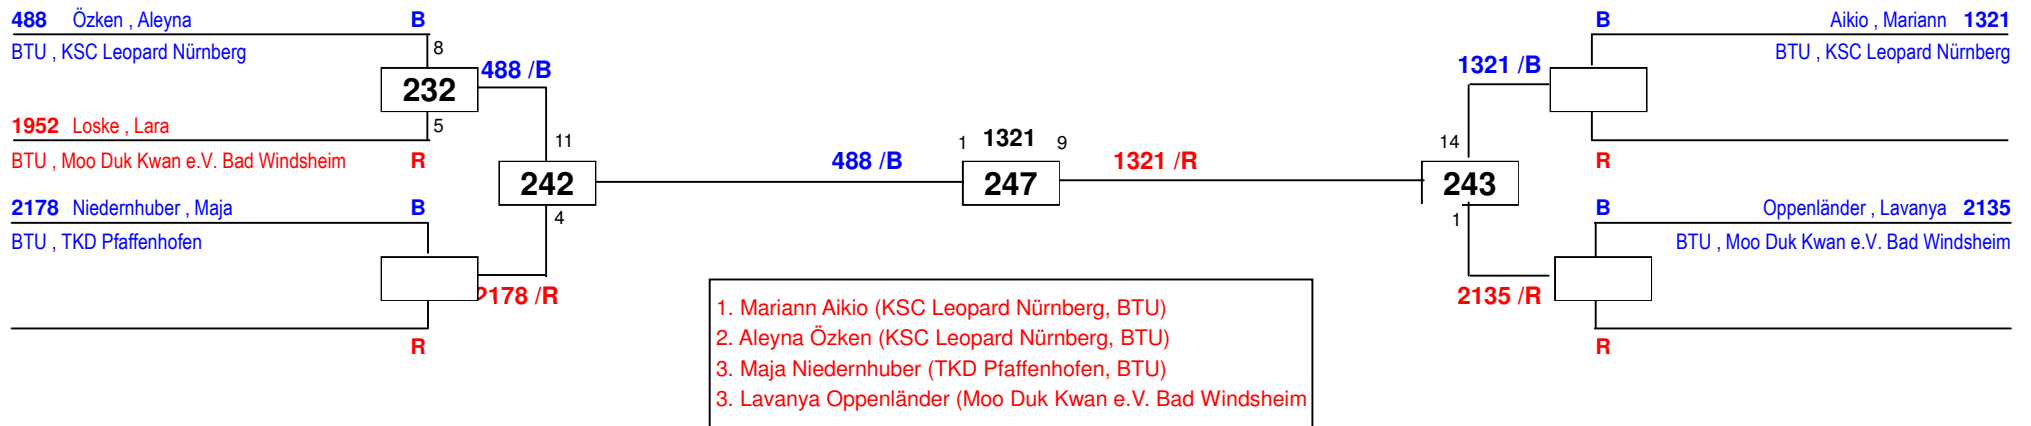 488 Özken , Aleyna B
BTU , KSC Leopard Nürnberg
8
232
488 /B
5
1952 Loske , Lara
BTU , Moo Duk Kwan e.V. Bad Windsheim R
11
242
4
2178 Niedernhuber , Maja B
BTU , TKD Pfaffenhofen
2178 /R
R
488 /B
1 1321 9
247
1321 /R
B Aikio , Mariann 1321
BTU , KSC Leopard Nürnberg
1321 /B
R
14
243
1
B Oppenländer , Lavanya 2135
BTU , Moo Duk Kwan e.V. Bad Windsheim
2135 /R
R
1. Mariann Aikio (KSC Leopard Nürnberg, BTU)
2. Aleyna Özken (KSC Leopard Nürnberg, BTU)
3. Maja Niedernhuber (TKD Pfaffenhofen, BTU)
3. Lavanya Oppenländer (Moo Duk Kwan e.V. Bad Windsheim